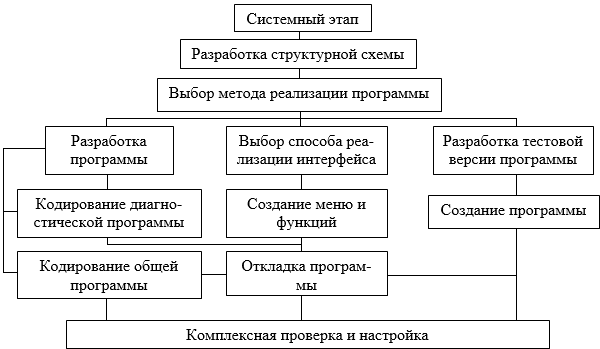 Системный этап
Разработка структурной схемы
Выбор метода реализации программы
Разработка
программы
Выбор способа реа-
лизации интерфейса
Разработка тестовой
версии программы
Кодирование диагно-
стической программы
Создание меню и
функций
Создание программы
Кодирование общей
программы
Откладка програм-
мы
Комплексная проверка и настройка